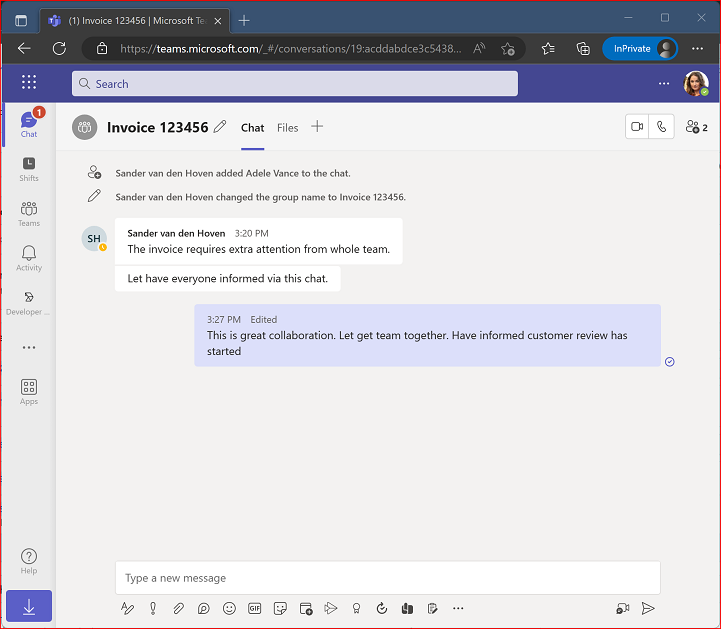 (1) Invoice 123456 | Microsoft Te
https://teams.microsoft.com/_#/conversations/19:acddabdce3c5438...
InPrivate
Search
Chat
1
Shifts
Teams
Activity
Developer ...
Apps
Help
Invoice 123456
Chat
Files
2
Sander van den Hoven added Adele Vance to the chat.
Sander van den Hoven changed the group name to Invoice 123456.
SH
Sander van den Hoven 3:20 PM
The invoice requires extra attention from whole team.
Let have everyone informed via this chat.
3:27 PM Edited
This is great collaboration. Let get team together. Have informed customer review has
started
Type a new message
GIF